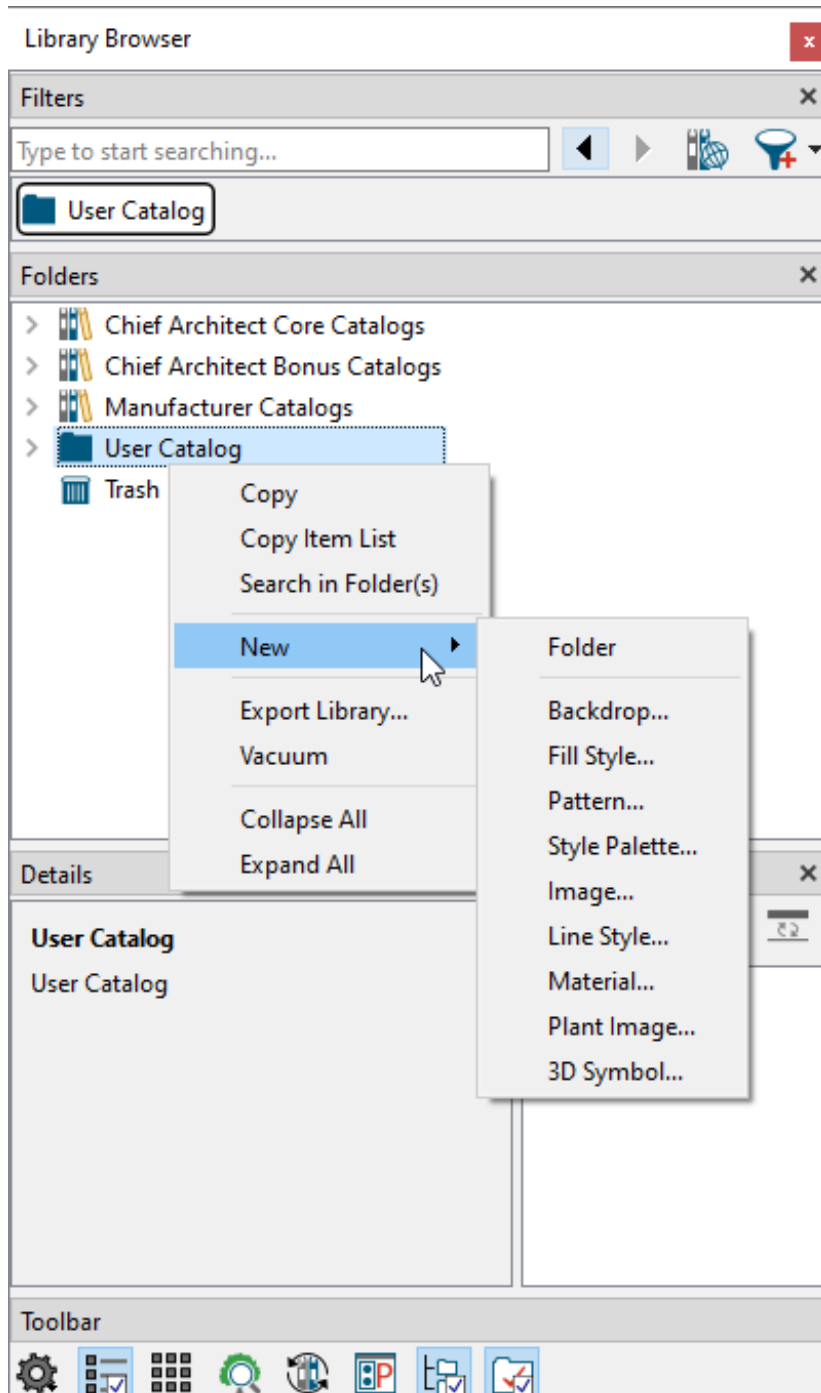 Library Browser
x
Filters
Type to start searching...
User Catalog
Folders
Chief Architect Core Catalogs
Chief Architect Bonus Catalogs
Manufacturer Catalogs
User Catalog
Trash
Copy
Copy Item List
Search in Folder(s)
New
Export Library...
Vacuum
Collapse All
Expand All
Folder
Backdrop...
Fill Style...
Pattern...
Style Palette...
Image...
Line Style...
Material...
Plant Image...
3D Symbol...
Details
User Catalog
User Catalog
Toolbar
P